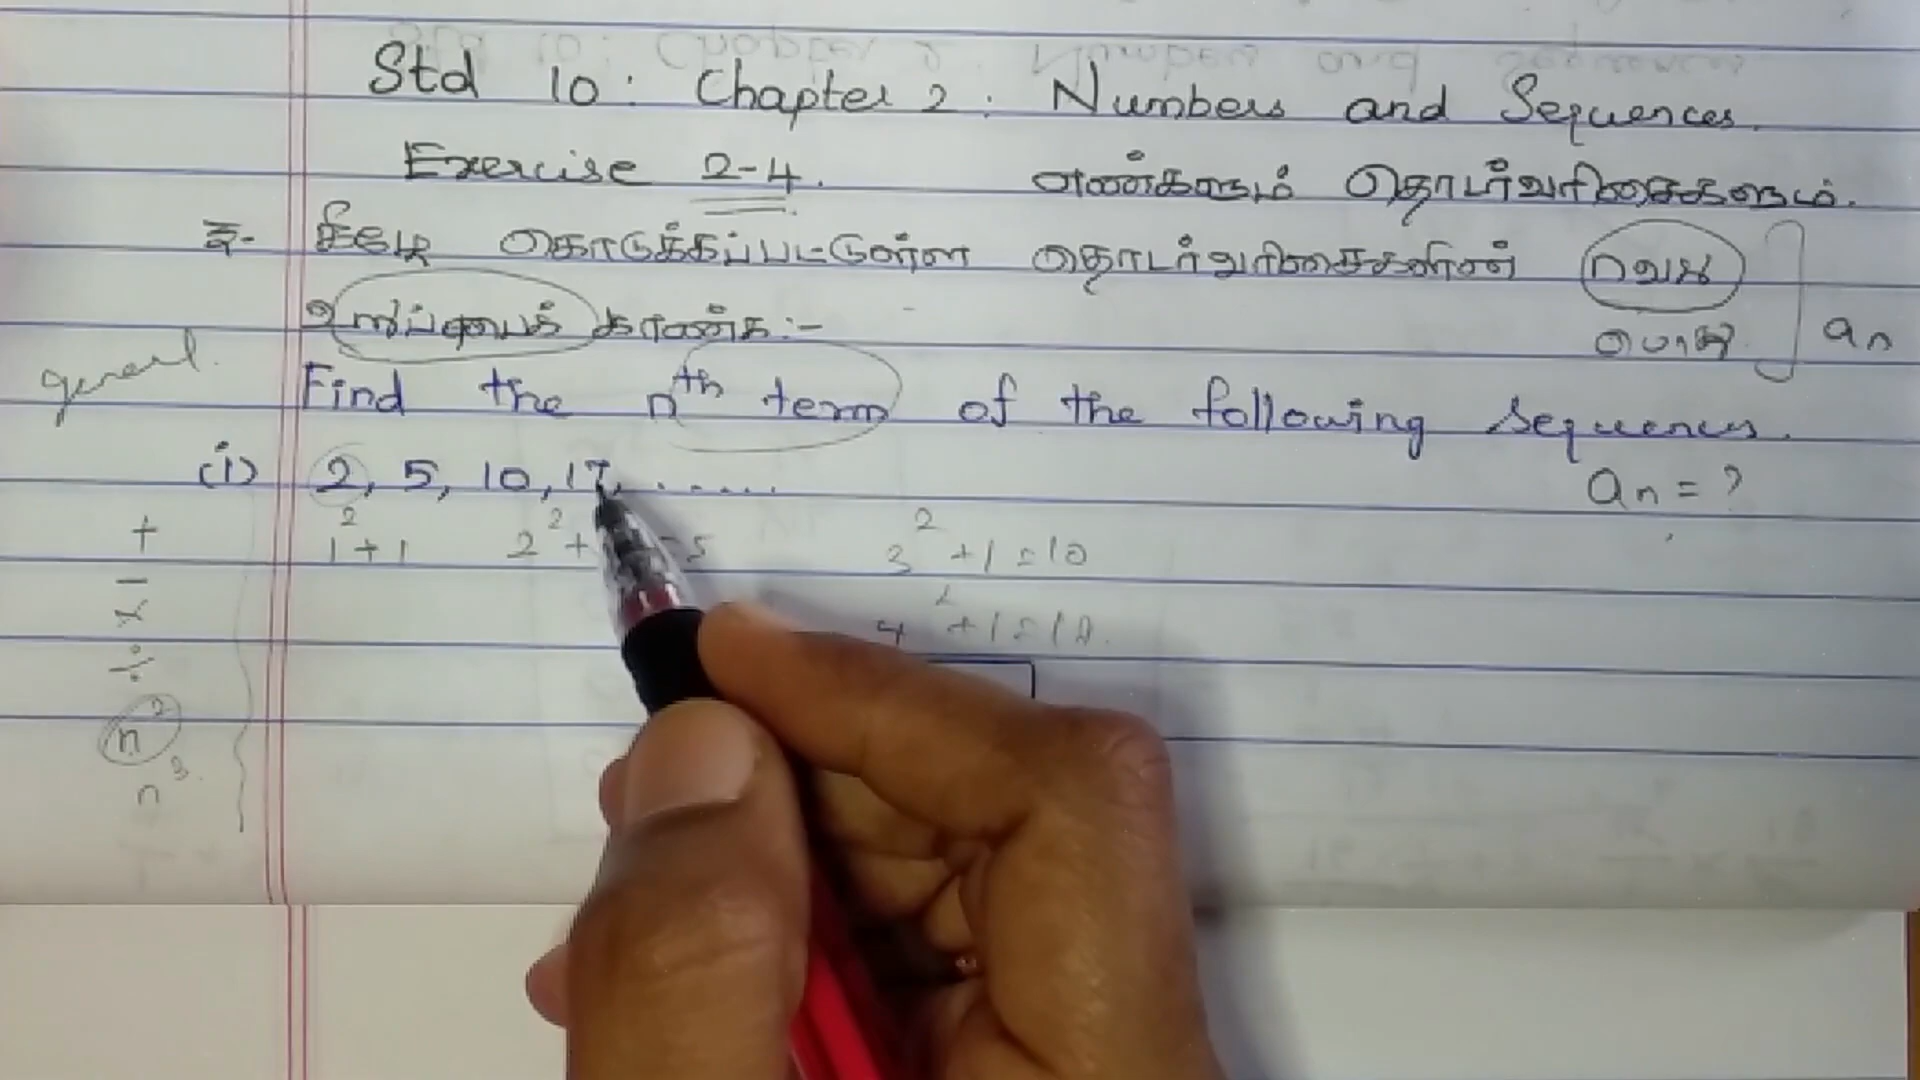 Std 10: Chapter 2: Numbers and Sequences.
Exercise 2-4. எண்களும் தொடர்வரிசைகளும்.
கீழே கொடுக்கப்பட்டுள்ள தொடர்வரிசைகளின் nவது
உறுப்பைக் காண்க:-
பொது
an
general.
Find the nth term of the following sequences.
(i) 2, 5, 10, 17, ......
an = ?
1² + 1 2² + = 5 3² + 1 = 10
4² + 1 =
+
-
×
÷
n²
n³